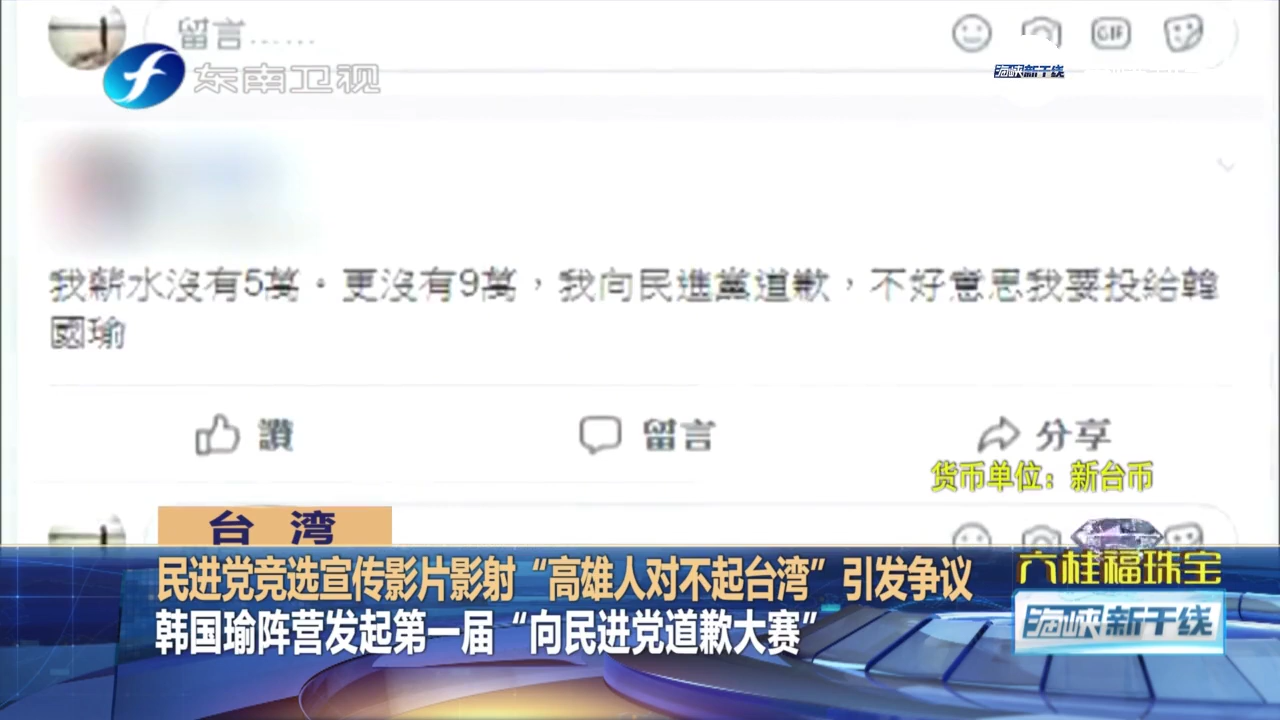 留言......
GIF
东南卫视
海峡新干线
我薪水沒有5萬·更沒有9萬,我向民進黨道歉,不好意思我要投給韓
國瑜
讚
留言
分享
货币单位:新台币
台湾
民进党竞选宣传影片影射“高雄人对不起台湾”引发争议
韩国瑜阵营发起第一届“向民进党道歉大赛”
六桂福珠宝
海峡新干线